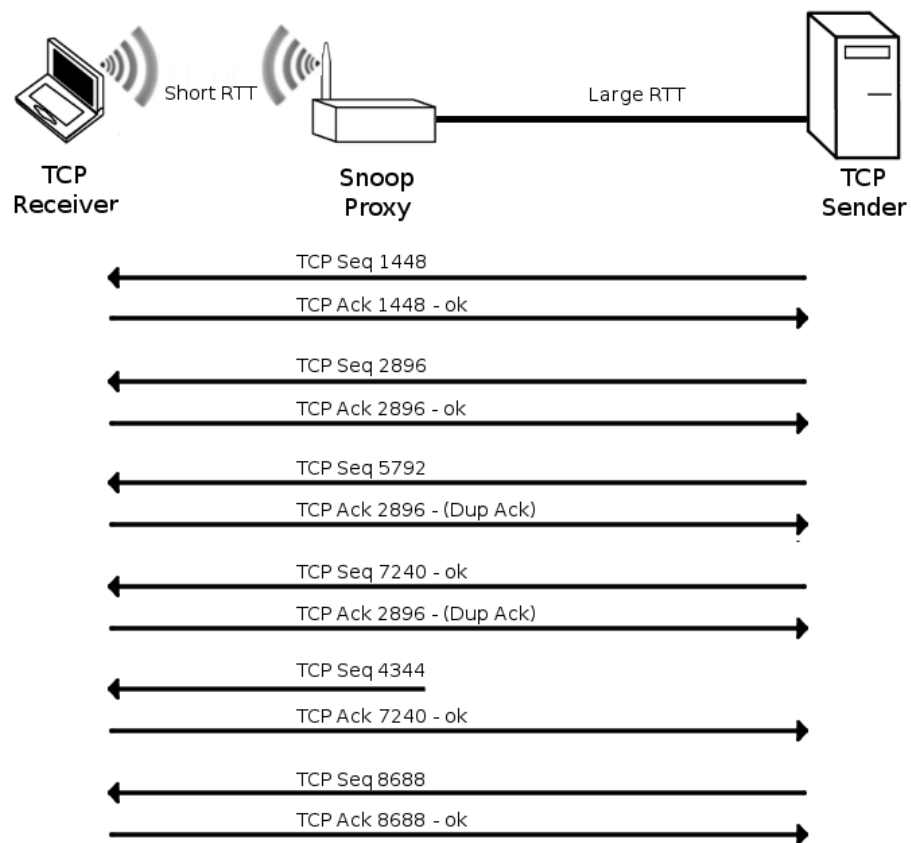 Short RTT
Large RTT
TCP
Receiver
Snoop
Proxy
TCP
Sender
TCP Seq 1448
TCP Ack 1448 - ok
TCP Seq 2896
TCP Ack 2896 - ok
TCP Seq 5792
TCP Ack 2896 - (Dup Ack)
TCP Seq 7240 - ok
TCP Ack 2896 - (Dup Ack)
TCP Seq 4344
TCP Ack 7240 - ok
TCP Seq 8688
TCP Ack 8688 - ok